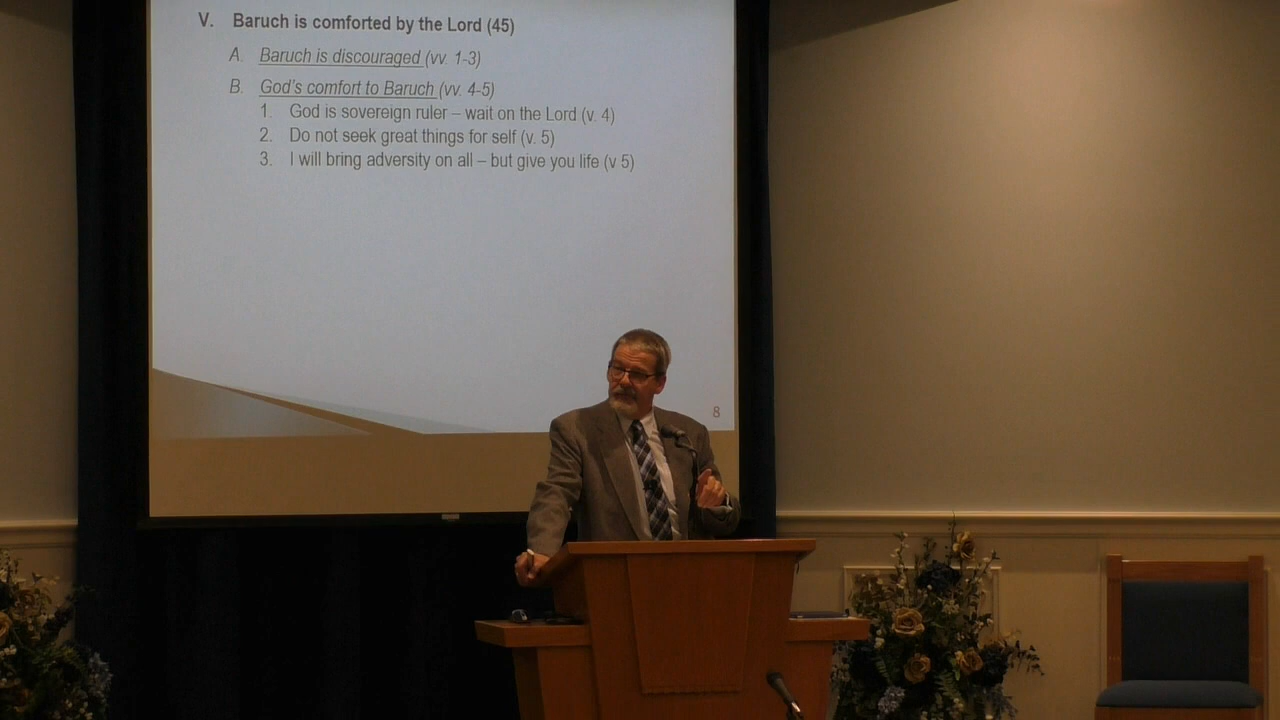 V. Baruch is comforted by the Lord (45)
A. Baruch is discouraged (vv. 1-3)
B. God's comfort to Baruch (vv. 4-5)
1. God is sovereign ruler – wait on the Lord (v. 4)
2. Do not seek great things for self (v. 5)
3. I will bring adversity on all – but give you life (v 5)
8